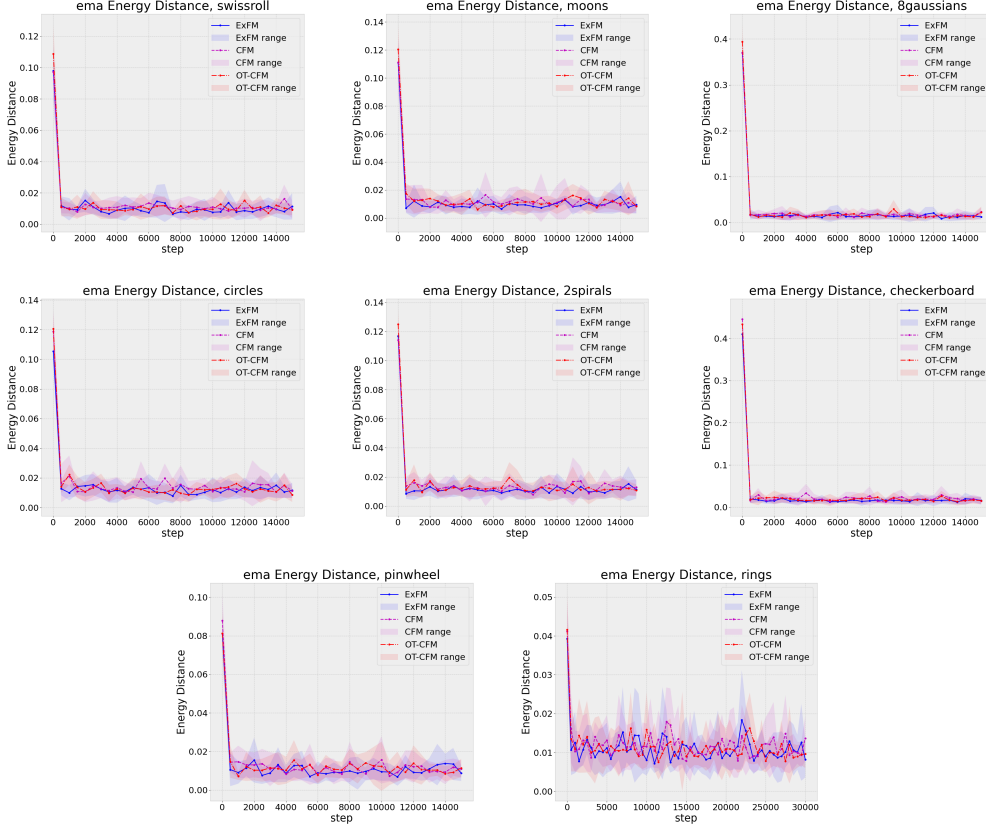 ema Energy Distance, swissroll
Energy Distance
0.12
0.10
0.08
0.06
0.04
0.02
0.00
ExFM
ExFM range
CFM
CFM range
OT-CFM
OT-CFM range
0 2000 4000 6000 8000 10000 12000 14000
step
ema Energy Distance, moons
Energy Distance
0.14
0.12
0.10
0.08
0.06
0.04
0.02
0.00
ExFM
ExFM range
CFM
CFM range
OT-CFM
OT-CFM range
0 2000 4000 6000 8000 10000 12000 14000
step
ema Energy Distance, 8gaussians
Energy Distance
0.4
0.3
0.2
0.1
0.0
ExFM
ExFM range
CFM
CFM range
OT-CFM
OT-CFM range
0 2000 4000 6000 8000 10000 12000 14000
step
ema Energy Distance, circles
Energy Distance
0.14
0.12
0.10
0.08
0.06
0.04
0.02
0.00
ExFM
ExFM range
CFM
CFM range
OT-CFM
OT-CFM range
0 2000 4000 6000 8000 10000 12000 14000
step
ema Energy Distance, 2spirals
Energy Distance
0.14
0.12
0.10
0.08
0.06
0.04
0.02
0.00
ExFM
ExFM range
CFM
CFM range
OT-CFM
OT-CFM range
0 2000 4000 6000 8000 10000 12000 14000
step
ema Energy Distance, checkerboard
Energy Distance
0.4
0.3
0.2
0.1
0.0
ExFM
ExFM range
CFM
CFM range
OT-CFM
OT-CFM range
0 2000 4000 6000 8000 10000 12000 14000
step
ema Energy Distance, pinwheel
Energy Distance
0.10
0.08
0.06
0.04
0.02
0.00
ExFM
ExFM range
CFM
CFM range
OT-CFM
OT-CFM range
0 2000 4000 6000 8000 10000 12000 14000
step
ema Energy Distance, rings
Energy Distance
0.05
0.04
0.03
0.02
0.01
0.00
ExFM
ExFM range
CFM
CFM range
OT-CFM
OT-CFM range
0 5000 10000 15000 20000 25000 30000
step